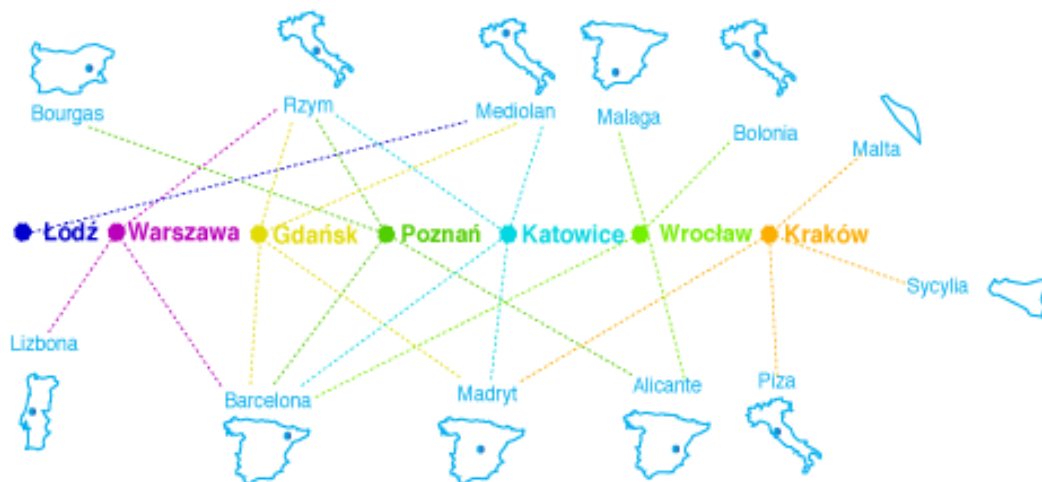 Bourgas
Rzym
Mediolan
Malaga
Bolonia
Malta
Łódź
Warszawa
Gdańsk
Poznań
Katowice
Wrocław
Kraków
Sycylia
Lizbona
Barcelona
Madryt
Alicante
Piza